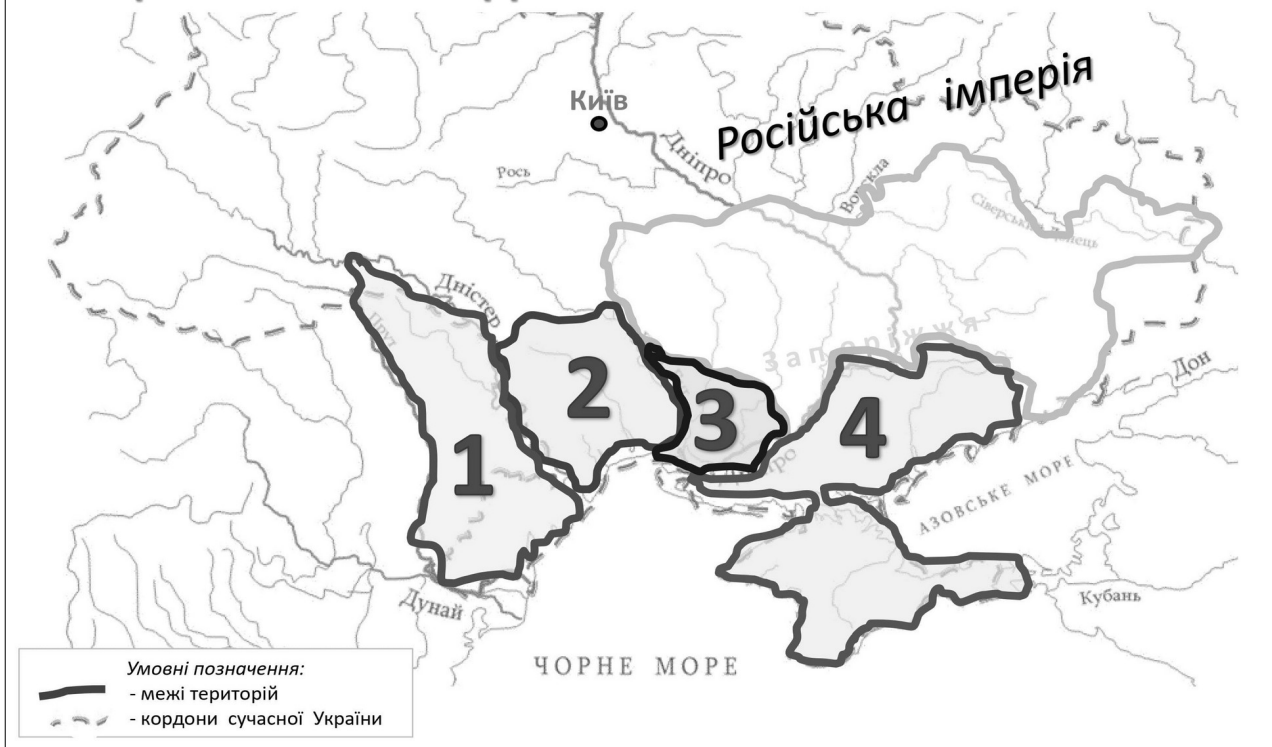 Київ
Російська імперія
Дніпро
Рось
Ворскла
Сіверський Донець
Дністер
Прут
Запоріжжя
Дон
1
2
3
4
Дніпро
АЗОВСЬКЕ МОРЕ
Дунай
Кубань
ЧОРНЕ МОРЕ
Умовні позначення:
- межі територій
- кордони сучасної України